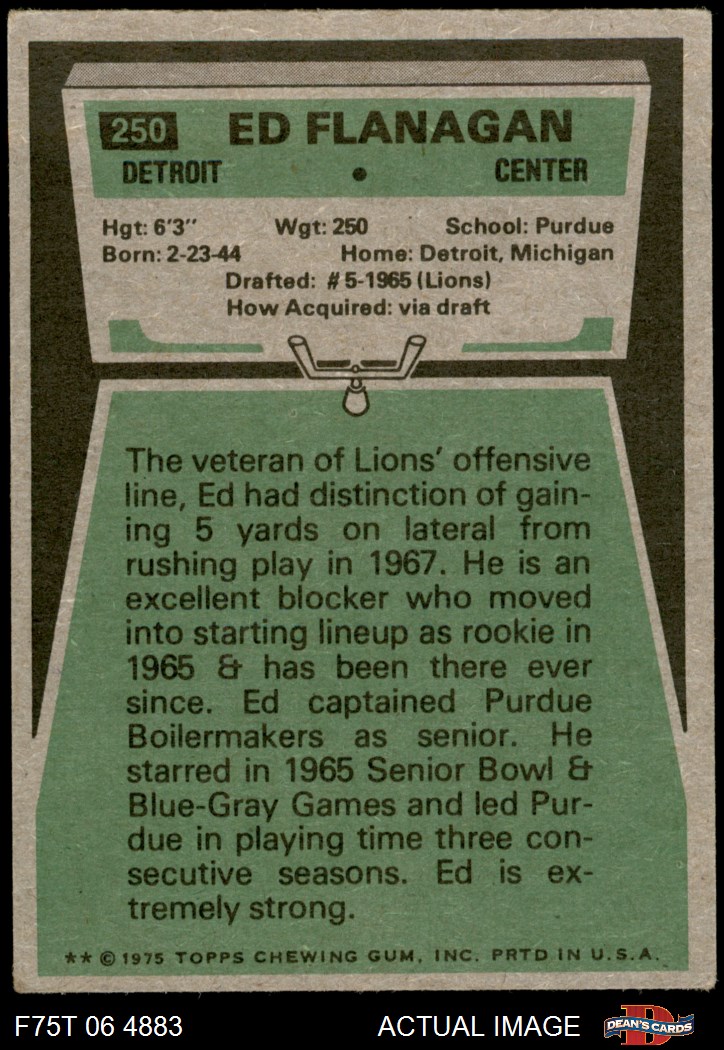 250 ED FLANAGAN
DETROIT • CENTER
Hgt: 6'3" Wgt: 250 School: Purdue
Born: 2-23-44 Home: Detroit, Michigan
Drafted: #5-1965 (Lions)
How Acquired: via draft
The veteran of Lions' offensive
line, Ed had distinction of gain-
ing 5 yards on lateral from
rushing play in 1967. He is an
excellent blocker who moved
into starting lineup as rookie in
1965 & has been there ever
since. Ed captained Purdue
Boilermakers as senior. He
starred in 1965 Senior Bowl &
Blue-Gray Games and led Pur-
due in playing time three con-
secutive seasons. Ed is ex-
tremely strong.
** © 1975 TOPPS CHEWING GUM, INC. PRTD IN U.S.A.
F75T 06 4883 ACTUAL IMAGE D DEAN'S CARDS